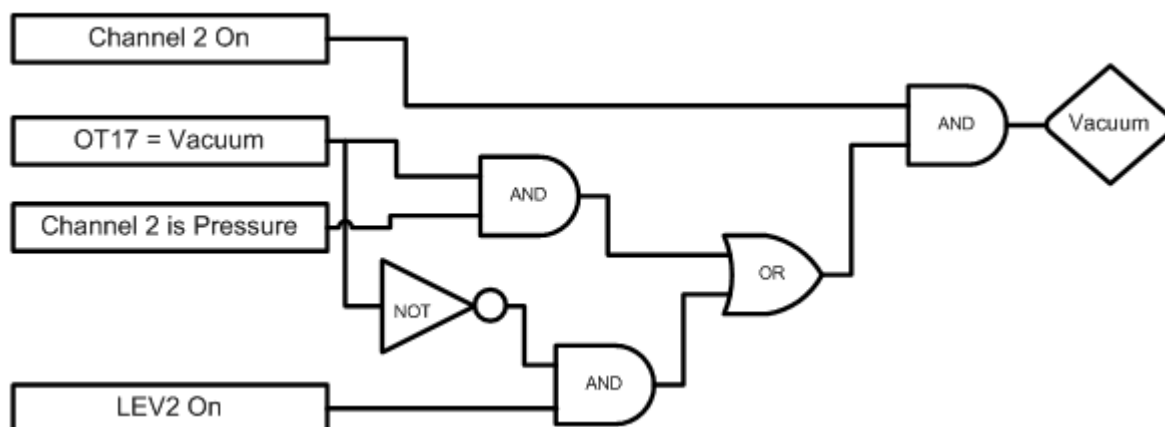 Channel 2 On
AND
Vacuum
OT17 = Vacuum
AND
Channel 2 is Pressure
OR
NOT
AND
LEV2 On